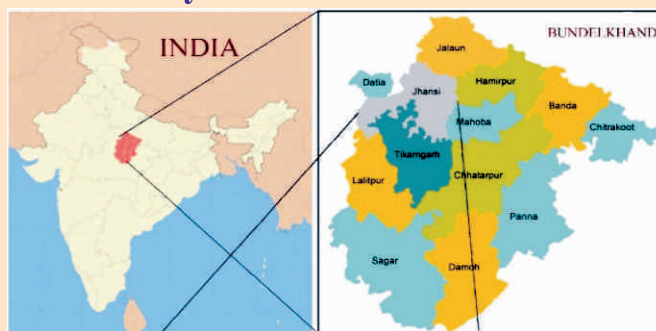 INDIA
BUNDELKHAND
Jalaun
Datia
Jhansi
Hamirpur
Banda
Mahoba
Chitrakoot
Tikamgarh
Lalitpur
Chhatarpur
Panna
Sagar
Damoh